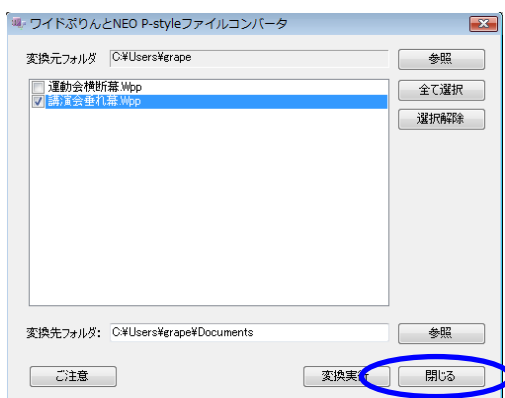 ワイドぷりんとNEO P-styleファイルコンバータ
変換元フォルダ C:¥Users¥grape 参照
運動会横断幕.Wpp 全て選択
講演会垂れ幕.Wpp
選択解除
変換先フォルダ: C:¥Users¥grape¥Documents 参照
ご注意 変換実行 閉じる